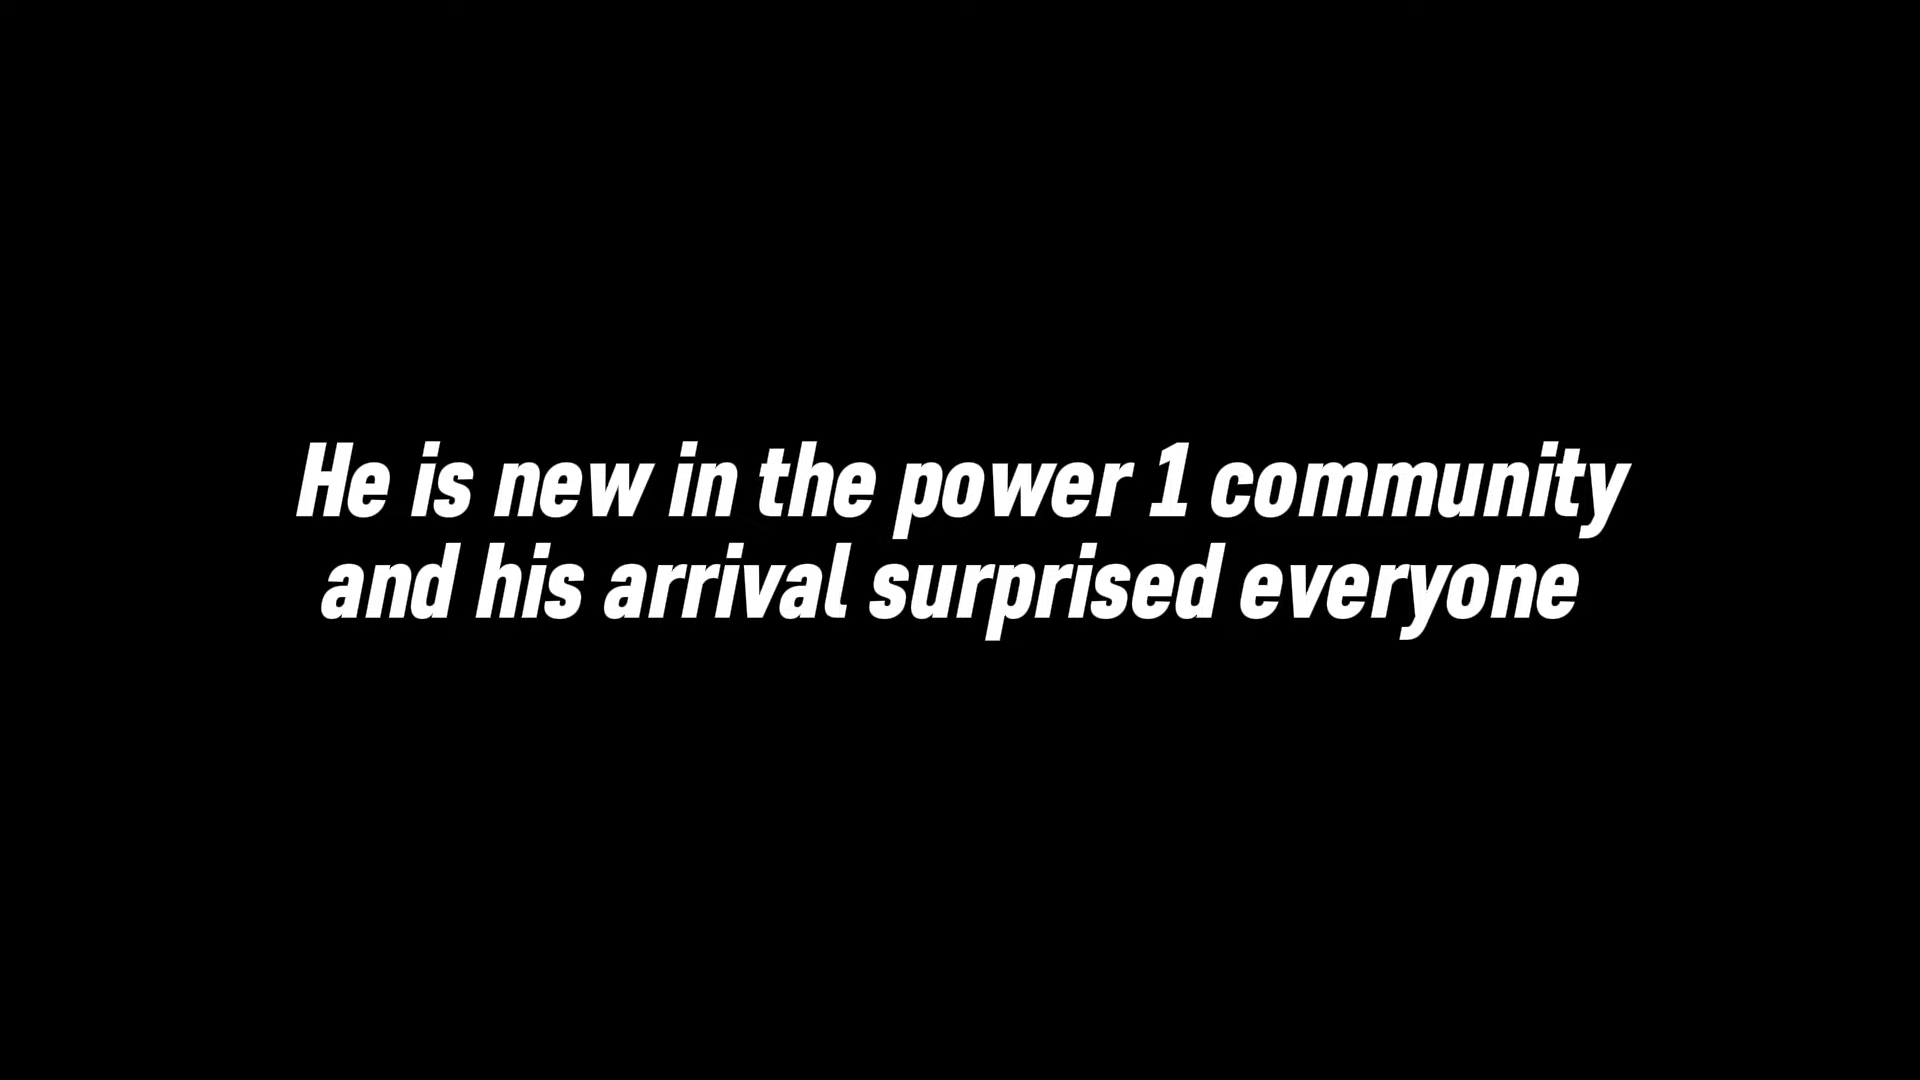 He is new in the power 1 community
and his arrival surprised everyone